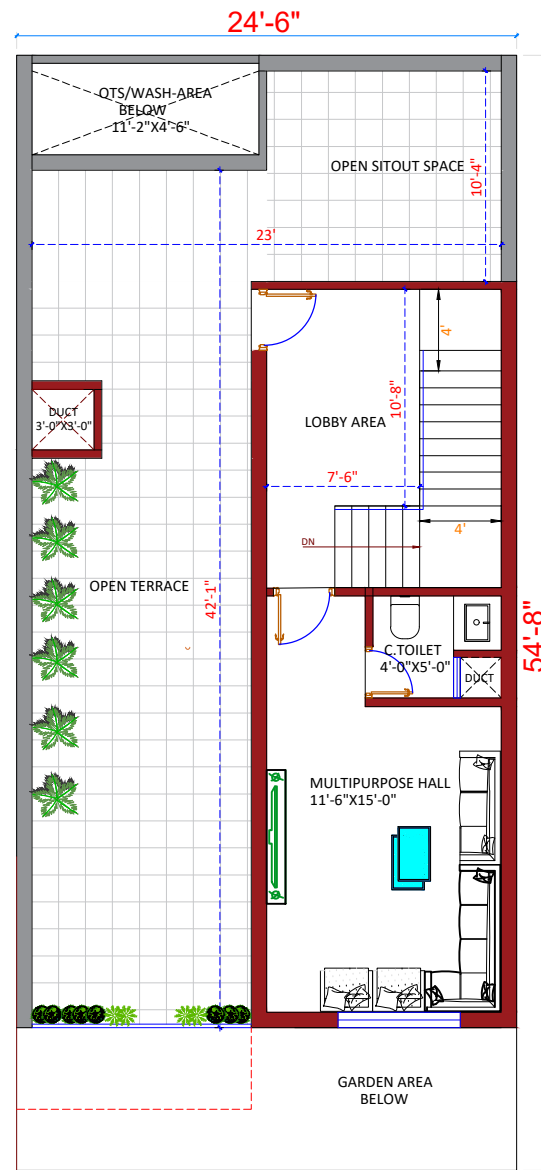 24'-6"
OTS/WASH-AREA
BELOW
11'-2"X4'-6"
OPEN SITOUT SPACE
10'-4"
23'
4'
DUCT
3'-0"X3'-0"
10'-8"
LOBBY AREA
7'-6"
4'
DN
OPEN TERRACE
42'-1"
54'-8"
C.TOILET
4'-0"X5'-0"
DUCT
MULTIPURPOSE HALL
11'-6"X15'-0"
GARDEN AREA
BELOW